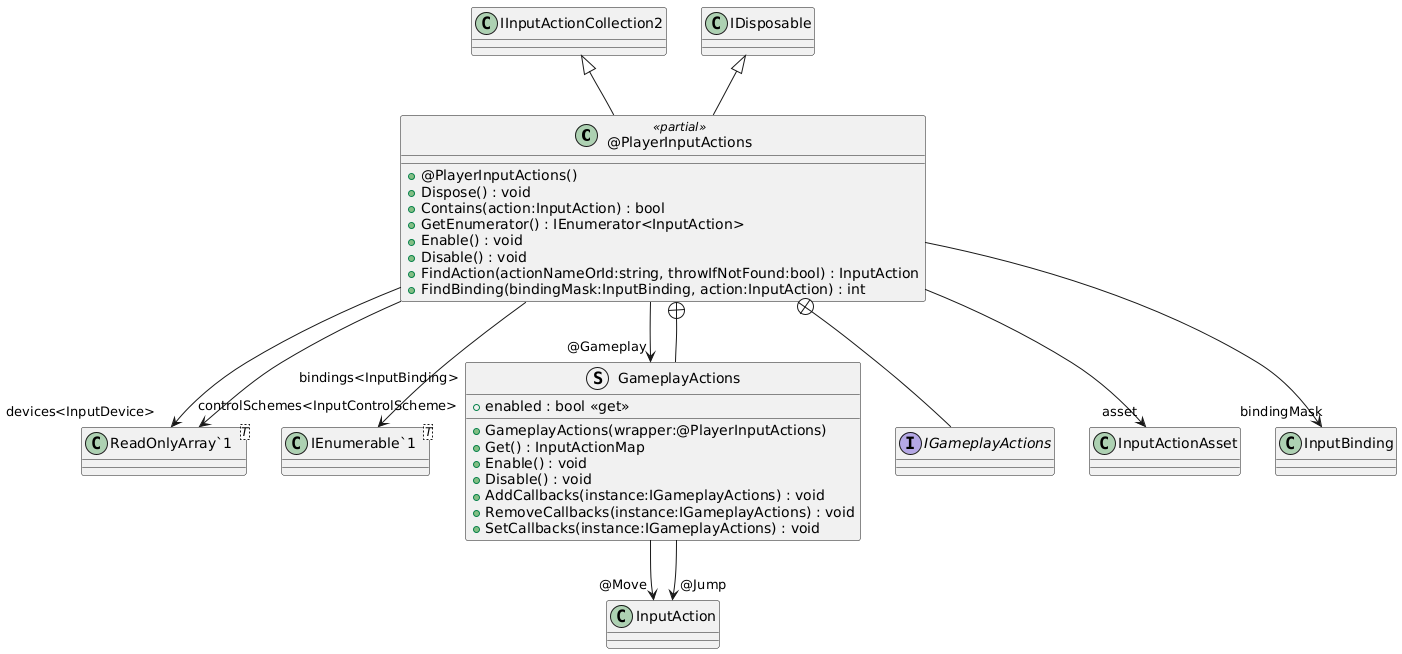 C IInputActionCollection2
C IDisposable
«partial»
C @PlayerInputActions
@PlayerInputActions()
Dispose() : void
Contains(action:InputAction) : bool
GetEnumerator() : IEnumerator<InputAction>
Enable() : void
Disable() : void
FindAction(actionNameOrId:string, throwIfNotFound:bool) : InputAction
FindBinding(bindingMask:InputBinding, action:InputAction) : int
@Gameplay
bindings<InputBinding>
devices<InputDevice>
controlSchemes<InputControlScheme>
asset
bindingMask
C ReadOnlyArray`1 T
C IEnumerable`1 T
S GameplayActions
enabled : bool «get»
GameplayActions(wrapper:@PlayerInputActions)
Get() : InputActionMap
Enable() : void
Disable() : void
AddCallbacks(instance:IGameplayActions) : void
RemoveCallbacks(instance:IGameplayActions) : void
SetCallbacks(instance:IGameplayActions) : void
I IGameplayActions
C InputActionAsset
C InputBinding
@Move
@Jump
C InputAction